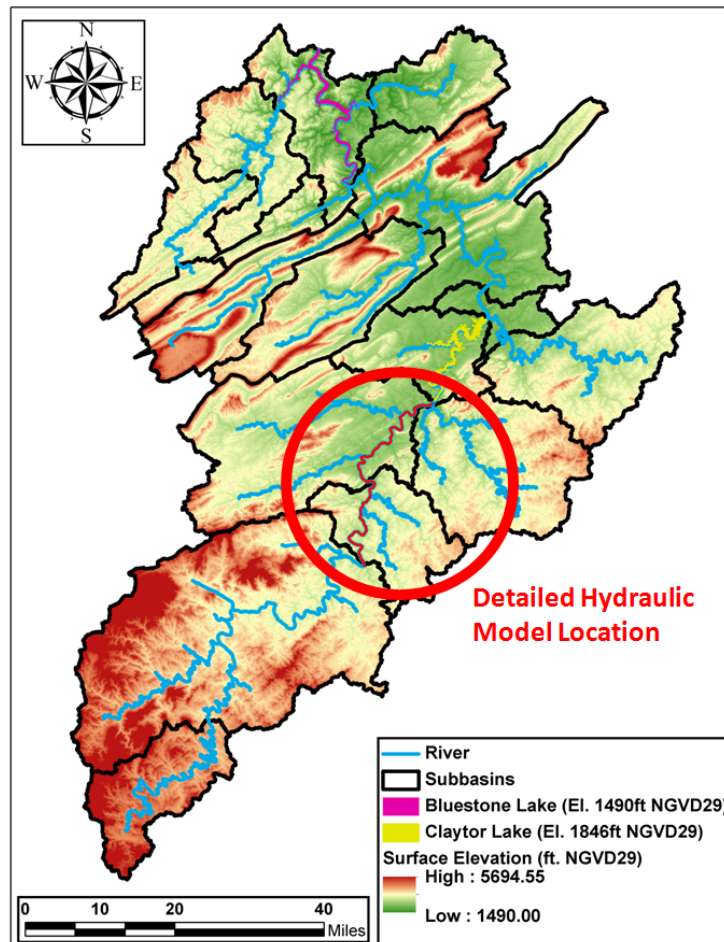 N
W E
S
Detailed Hydraulic
Model Location
River
Subbasins
Bluestone Lake (El. 1490ft NGVD29)
Claytor Lake (El. 1846ft NGVD29)
Surface Elevation (ft. NGVD29)
High : 5694.55
Low : 1490.00
0 10 20 40
Miles